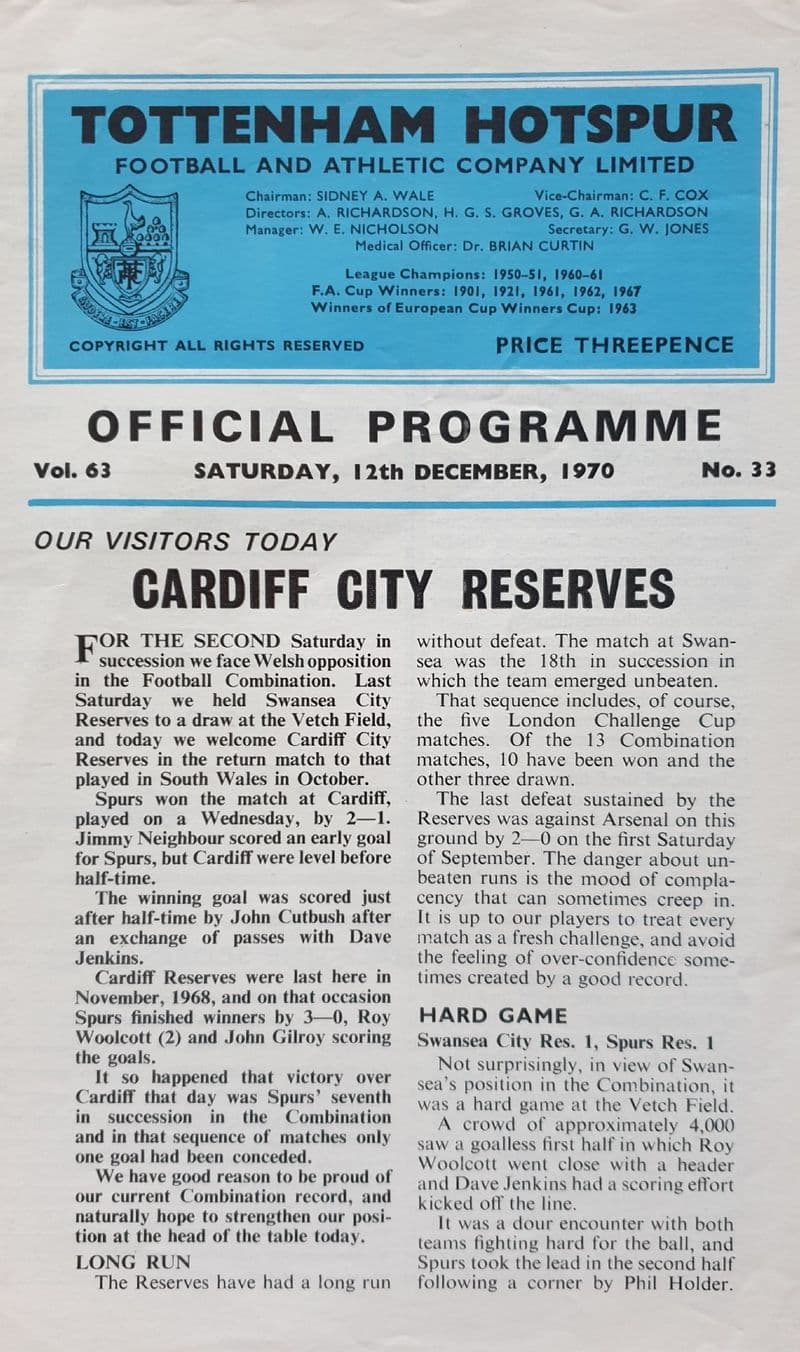 TOTTENHAM HOTSPUR
FOOTBALL AND ATHLETIC COMPANY LIMITED
Chairman: SIDNEY A. WALE Vice-Chairman: C. F. COX
Directors: A. RICHARDSON, H. G. S. GROVES, G. A. RICHARDSON
Manager: W. E. NICHOLSON Secretary: G. W. JONES
Medical Officer: Dr. BRIAN CURTIN
League Champions: 1950-51, 1960-61
F.A. Cup Winners: 1901, 1921, 1961, 1962, 1967
Winners of European Cup Winners Cup: 1963
COPYRIGHT ALL RIGHTS RESERVED PRICE THREEPENCE
OFFICIAL PROGRAMME
Vol. 63 SATURDAY, 12th DECEMBER, 1970 No. 33
OUR VISITORS TODAY
CARDIFF CITY RESERVES
FOR THE SECOND Saturday in
succession we face Welsh opposition
in the Football Combination. Last
Saturday we held Swansea City
Reserves to a draw at the Vetch Field,
and today we welcome Cardiff City
Reserves in the return match to that
played in South Wales in October.
Spurs won the match at Cardiff,
played on a Wednesday, by 2—1.
Jimmy Neighbour scored an early goal
for Spurs, but Cardiff were level before
half-time.
The winning goal was scored just
after half-time by John Cutbush after
an exchange of passes with Dave
Jenkins.
Cardiff Reserves were last here in
November, 1968, and on that occasion
Spurs finished winners by 3—0, Roy
Woolcott (2) and John Gilroy scoring
the goals.
It so happened that victory over
Cardiff that day was Spurs' seventh
in succession in the Combination
and in that sequence of matches only
one goal had been conceded.
We have good reason to be proud of
our current Combination record, and
naturally hope to strengthen our posi-
tion at the head of the table today.
LONG RUN
The Reserves have had a long run
without defeat. The match at Swan-
sea was the 18th in succession in
which the team emerged unbeaten.
That sequence includes, of course,
the five London Challenge Cup
matches. Of the 13 Combination
matches, 10 have been won and the
other three drawn.
The last defeat sustained by the
Reserves was against Arsenal on this
ground by 2—0 on the first Saturday
of September. The danger about un-
beaten runs is the mood of compla-
cency that can sometimes creep in.
It is up to our players to treat every
match as a fresh challenge, and avoid
the feeling of over-confidence some-
times created by a good record.
HARD GAME
Swansea City Res. 1, Spurs Res. 1
Not surprisingly, in view of Swan-
sea's position in the Combination, it
was a hard game at the Vetch Field.
A crowd of approximately 4,000
saw a goalless first half in which Roy
Woolcott went close with a header
and Dave Jenkins had a scoring effort
kicked off the line.
It was a dour encounter with both
teams fighting hard for the ball, and
Spurs took the lead in the second half
following a corner by Phil Holder.